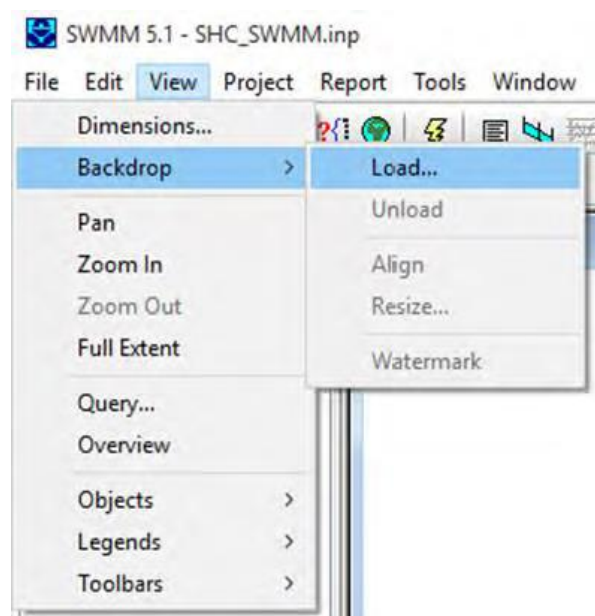 SWMM 5.1 - SHC_SWMM.inp
File Edit View Project Report Tools Window
Dimensions...
Backdrop >
Load...
Unload
Align
Resize...
Watermark
Pan
Zoom In
Zoom Out
Full Extent
Query...
Overview
Objects >
Legends >
Toolbars >